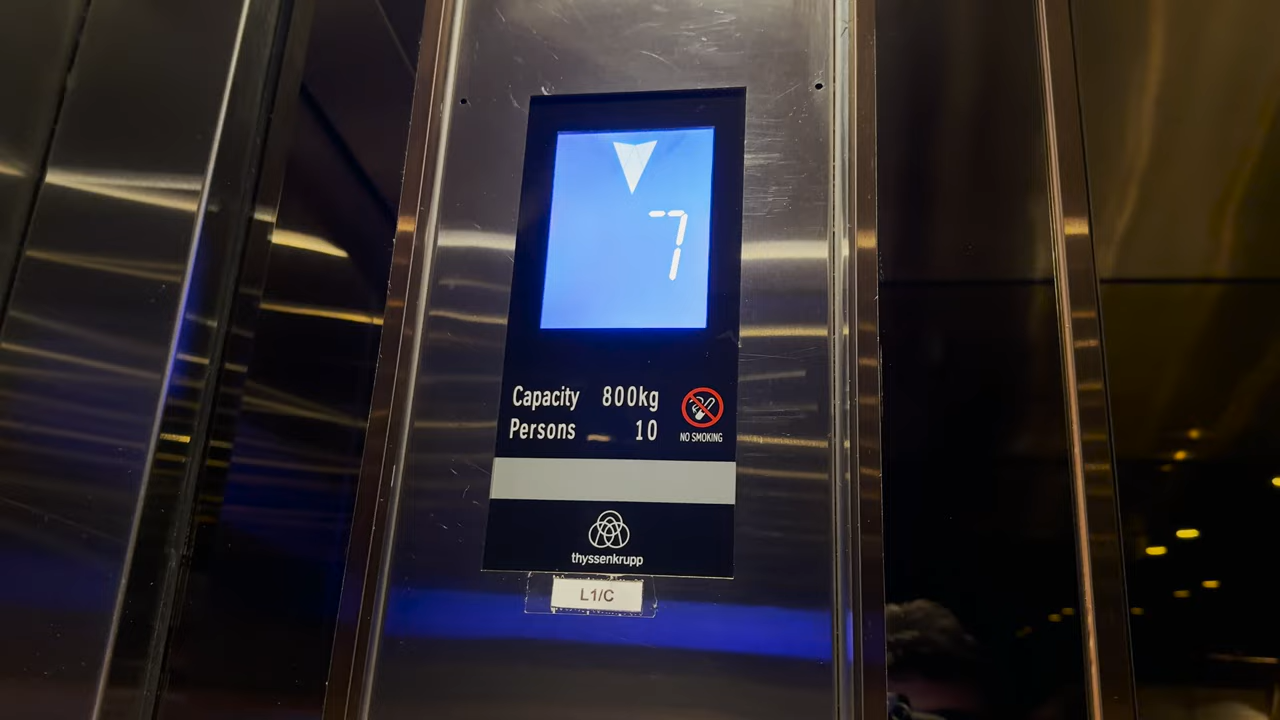 7
Capacity 800kg
Persons 10
NO SMOKING
thyssenkrupp
L1/C